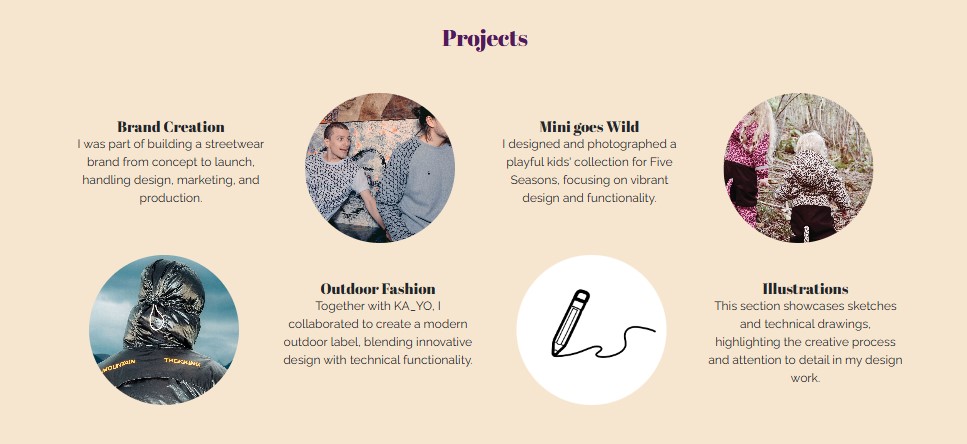 Projects
Brand Creation
I was part of building a streetwear
brand from concept to launch,
handling design, marketing, and
production.
Mini goes Wild
I designed and photographed a
playful kids' collection for Five
Seasons, focusing on vibrant
design and functionality.
MOUNTAIN TREKKING
Outdoor Fashion
Together with KA_YO, I
collaborated to create a modern
outdoor label, blending innovative
design with technical functionality.
Illustrations
This section showcases sketches
and technical drawings,
highlighting the creative process
and attention to detail in my design
work.